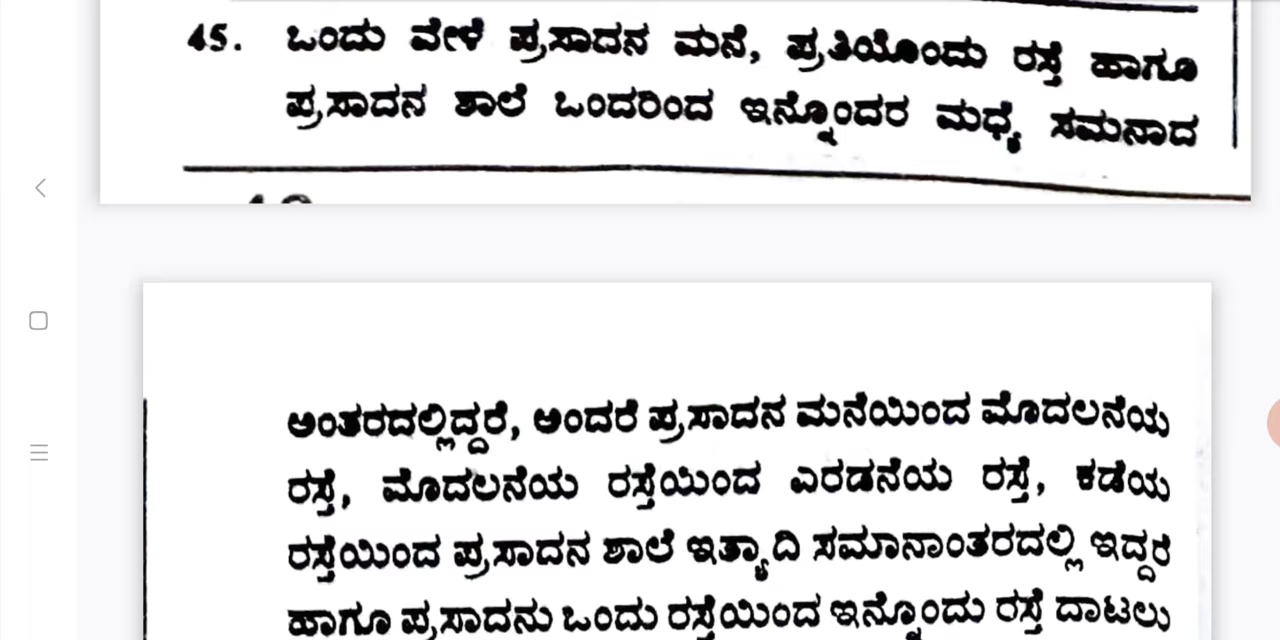 45. ಒಂದು ವೇಳೆ ಪ್ರಸಾದನ ಮನೆ, ಪ್ರತಿಯೊಂದು ರಸ್ತೆ ಹಾಗೂ
ಪ್ರಸಾದನ ಶಾಲೆ ಒಂದರಿಂದ ಇನ್ನೊಂದರ ಮಧ್ಯೆ ಸಮನಾದ
ಅಂತರದಲ್ಲಿದ್ದರೆ, ಅಂದರೆ ಪ್ರಸಾದನ ಮನೆಯಿಂದ ಮೊದಲನೆಯ
ರಸ್ತೆ, ಮೊದಲನೆಯ ರಸ್ತೆಯಿಂದ ಎರಡನೆಯ ರಸ್ತೆ, ಕಡೆಯ
ರಸ್ತೆಯಿಂದ ಪ್ರಸಾದನ ಶಾಲೆ ಇತ್ಯಾದಿ ಸಮಾನಾಂತರದಲ್ಲಿ ಇದ್ದರೆ
ಹಾಗೂ ಪ್ರಸಾದನು ಒಂದು ರಸ್ತೆಯಿಂದ ಇನ್ನೊಂದು ರಸ್ತೆ ದಾಟಲು